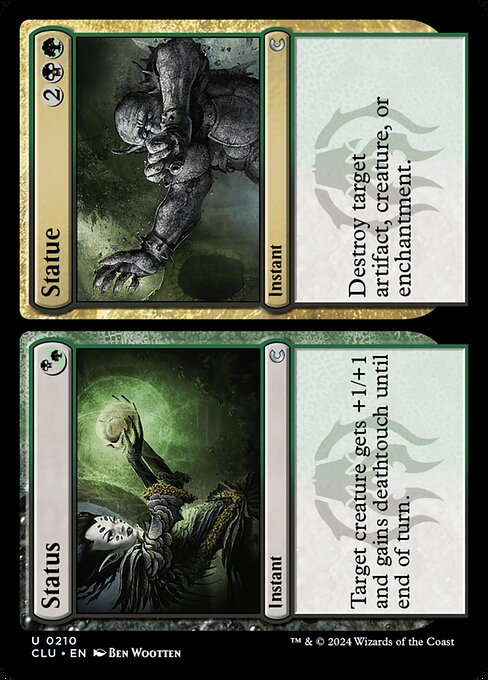 Status
Instant
Target creature gets +1/+1
and gains deathtouch until
end of turn.
Statue
2
Instant
Destroy target
artifact, creature, or
enchantment.
U 0210
CLU • EN Ben Wootten
™ & © 2024 Wizards of the Coast